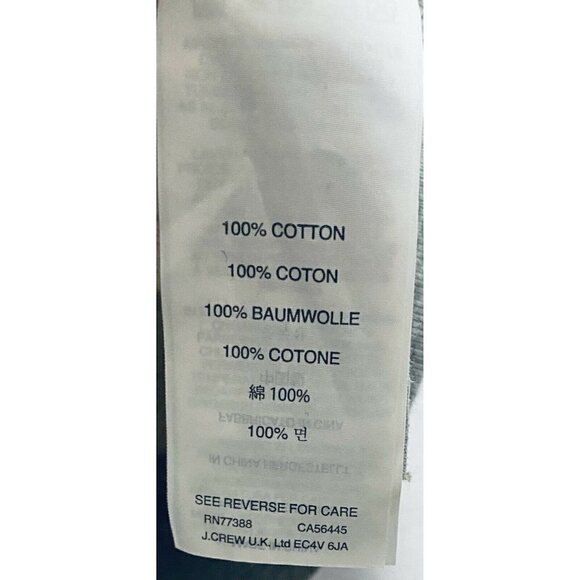 100% COTTON
100% COTON
100% BAUMWOLLE
100% COTONE
綿 100%
100% 면
SEE REVERSE FOR CARE
RN77388 CA56445
J.CREW U.K. Ltd EC4V 6JA